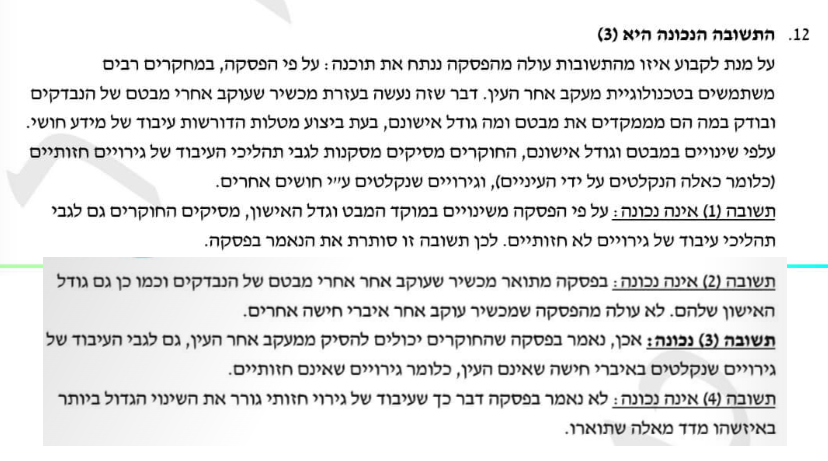 12. התשובה הנכונה היא (3)
על מנת לקבוע איזו מהתשובות עולה מהפסקה ננתח את תוכנה: על פי הפסקה, במחקרים רבים
משתמשים בטכנולוגיית מעקב אחר העין. דבר שזה נעשה בעזרת מכשיר שעוקב אחרי מבטם של הנבדקים
ובודק במה הם מממקדים את מבטם ומה גודל אישונם, בעת ביצוע מטלות הדורשות עיבוד של מידע חושי.
עלפי שינויים במבטם וגודל אישונם, החוקרים מסיקים מסקנות לגבי תהליכי העיבוד של גירויים חזותיים
(כלומר כאלה הנקלטים על ידי העיניים), וגירויים שנקלטים ע״י חושים אחרים.
תשובה (1) אינה נכונה: על פי הפסקה משינויים במוקד המבט וגדל האישון, מסיקים החוקרים גם לגבי
תהליכי עיבוד של גירויים לא חזותיים. לכן תשובה זו סותרת את הנאמר בפסקה.
תשובה (2) אינה נכונה: בפסקה מתואר מכשיר שעוקב אחר אחרי מבטם של הנבדקים וכמו כן גם גודל
האישון שלהם. לא עולה מהפסקה שמכשיר עוקב אחר איברי חישה אחרים.
תשובה (3) נכונה: אכן, נאמר בפסקה שהחוקרים יכולים להסיק ממעקב אחר העין, גם לגבי העיבוד של
גירויים שנקלטים באיברי חישה שאינם העין, כלומר גירויים שאינם חזותיים.
תשובה (4) אינה נכונה: לא נאמר בפסקה דבר כך שעיבוד של גירוי חזותי גורר את השינוי הגדול ביותר
באיזשהו מדד מאלה שתוארו.